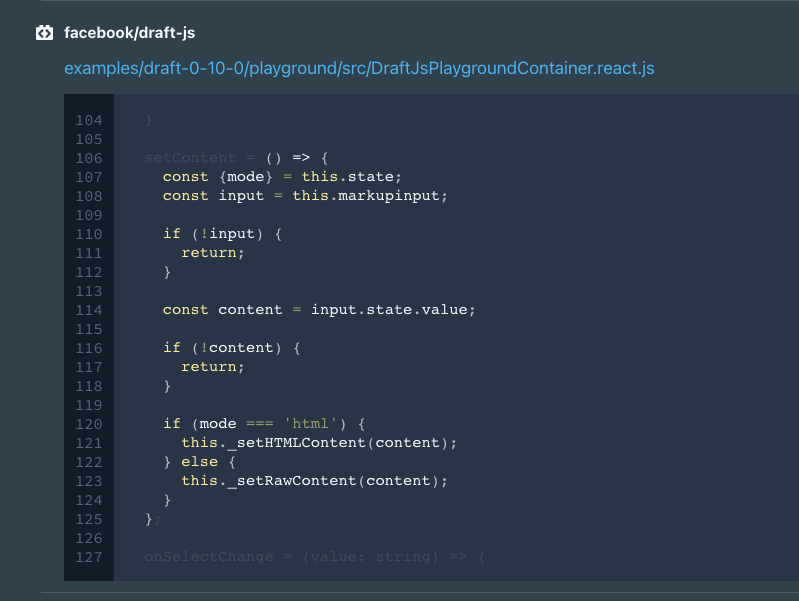 facebook/draft-js
examples/draft-0-10-0/playground/src/DraftJsPlaygroundContainer.react.js
104   }
105
106   setContent = () => {
107     const {mode} = this.state;
108     const input = this.markupinput;
109
110     if (!input) {
111       return;
112     }
113
114     const content = input.state.value;
115
116     if (!content) {
117       return;
118     }
119
120     if (mode === 'html') {
121       this._setHTMLContent(content);
122     } else {
123       this._setRawContent(content);
124     }
125   };
126
127   onSelectChange = (value: string) => {